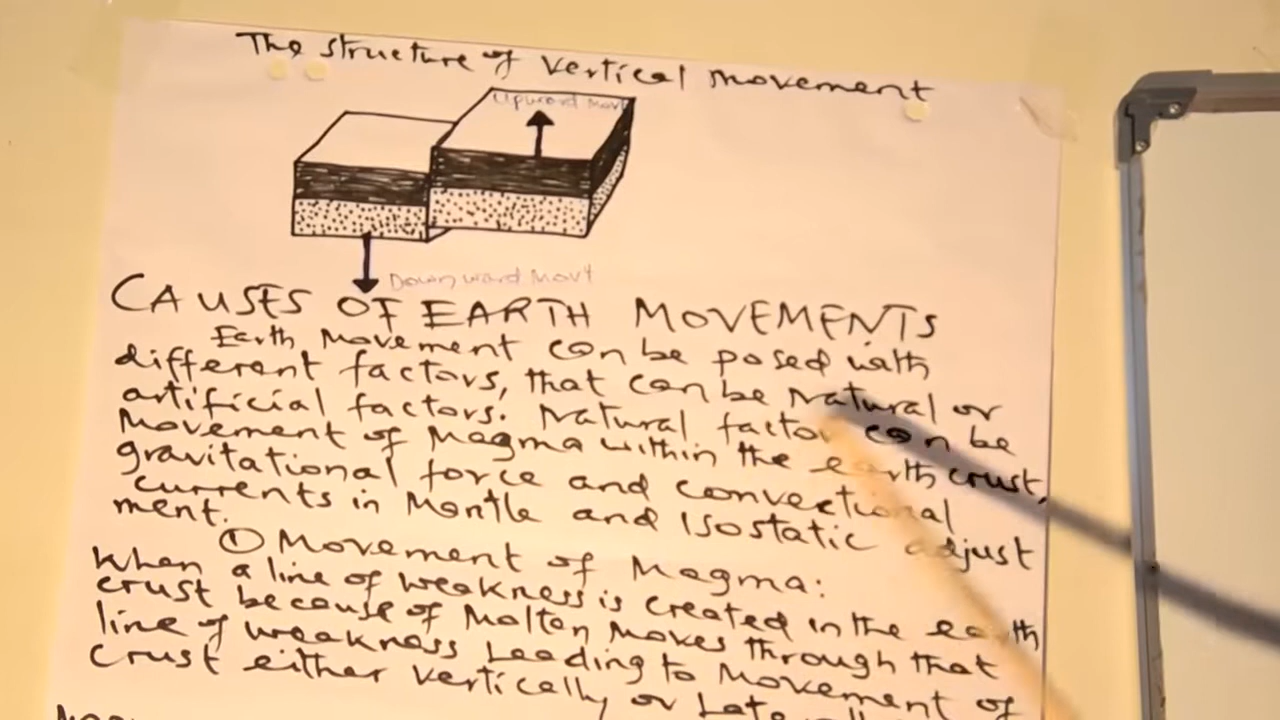 The structure of vertical movement
Upward Mov
Downward Mov't
CAUSES OF EARTH MOVEMENTS
Earth Movement can be posed with
different factors, that can be Natural or
artificial factors. Natural factor can be
Movement of Magma within the earth crust,
gravitational force and convectional
currents in Mantle and Isostatic adjust
ment.
① Movement of Magma:
When a line of weakness is created in the earth
crust because of Molten Moves through that
line of weakness Leading to Movement of
Crust either vertically or